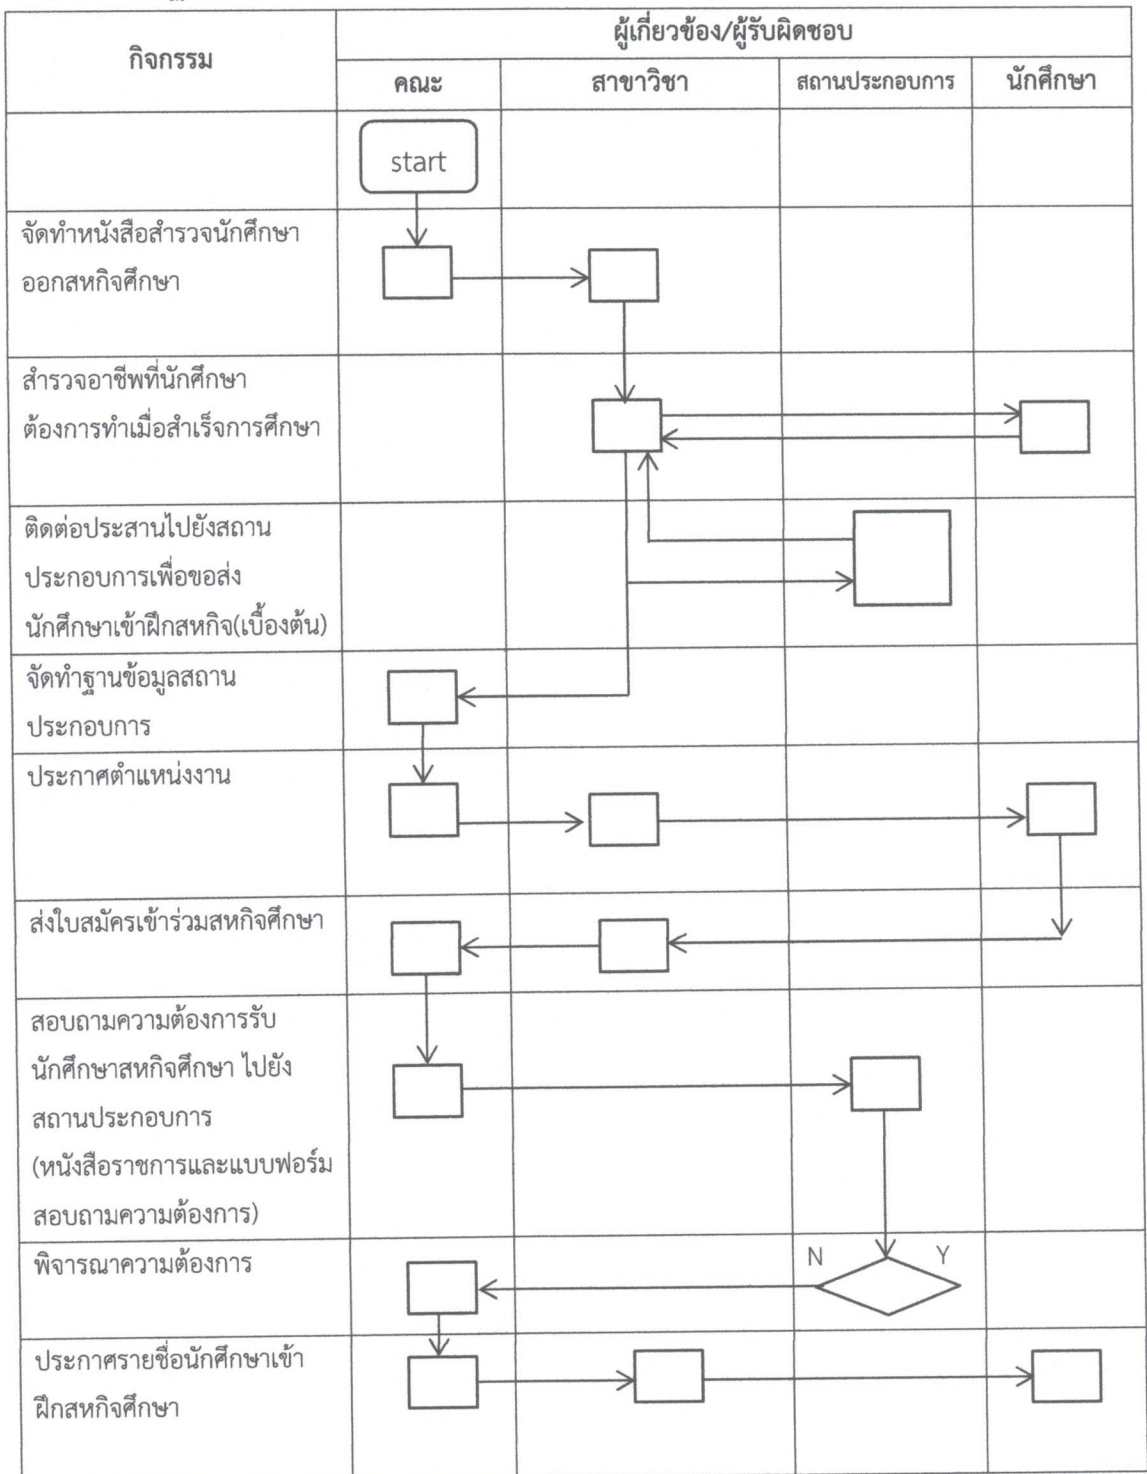 กิจกรรม
ผู้เกี่ยวข้อง/ผู้รับผิดชอบ
คณะ
สาขาวิชา
สถานประกอบการ
นักศึกษา
start
จัดทำหนังสือสำรวจนักศึกษา
ออกสหกิจศึกษา
สำรวจอาชีพที่นักศึกษา
ต้องการทำเมื่อสำเร็จการศึกษา
ติดต่อประสานไปยังสถาน
ประกอบการเพื่อขอส่ง
นักศึกษาเข้าฝึกสหกิจ(เบื้องต้น)
จัดทำฐานข้อมูลสถาน
ประกอบการ
ประกาศตำแหน่งงาน
ส่งใบสมัครเข้าร่วมสหกิจศึกษา
สอบถามความต้องการรับ
นักศึกษาสหกิจศึกษา ไปยัง
สถานประกอบการ
(หนังสือราชการและแบบฟอร์ม
สอบถามความต้องการ)
พิจารณาความต้องการ
N
Y
ประกาศรายชื่อนักศึกษาเข้า
ฝึกสหกิจศึกษา